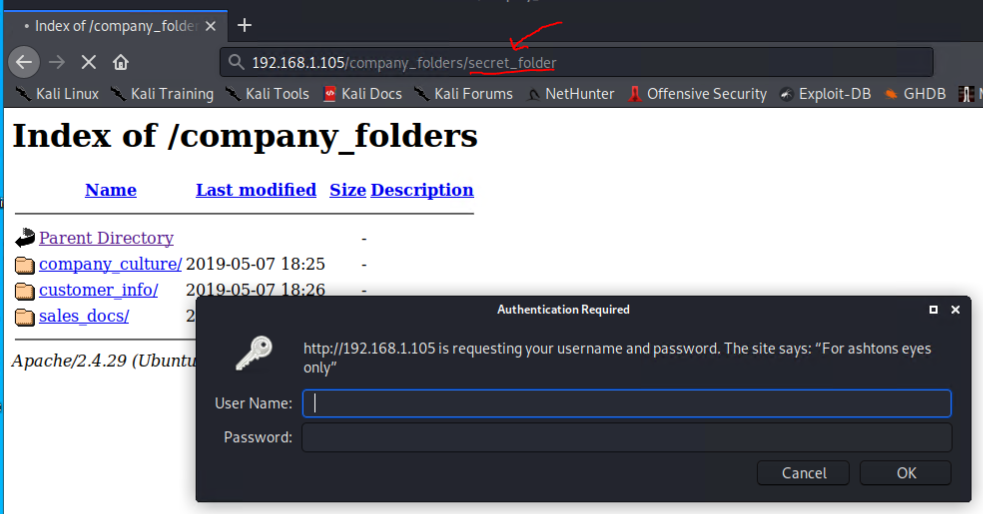 Index of /company_folder
192.168.1.105/company_folders/secret_folder
Kali Linux Kali Training Kali Tools Kali Docs Kali Forums NetHunter Offensive Security Exploit-DB GHDB
Index of /company_folders
Name Last modified Size Description
Parent Directory -
company_culture/ 2019-05-07 18:25 -
customer_info/ 2019-05-07 18:26 -
sales_docs/ 2
Apache/2.4.29 (Ubuntu
Authentication Required
http://192.168.1.105 is requesting your username and password. The site says: “For ashtons eyes
only”
User Name:
Password:
Cancel OK